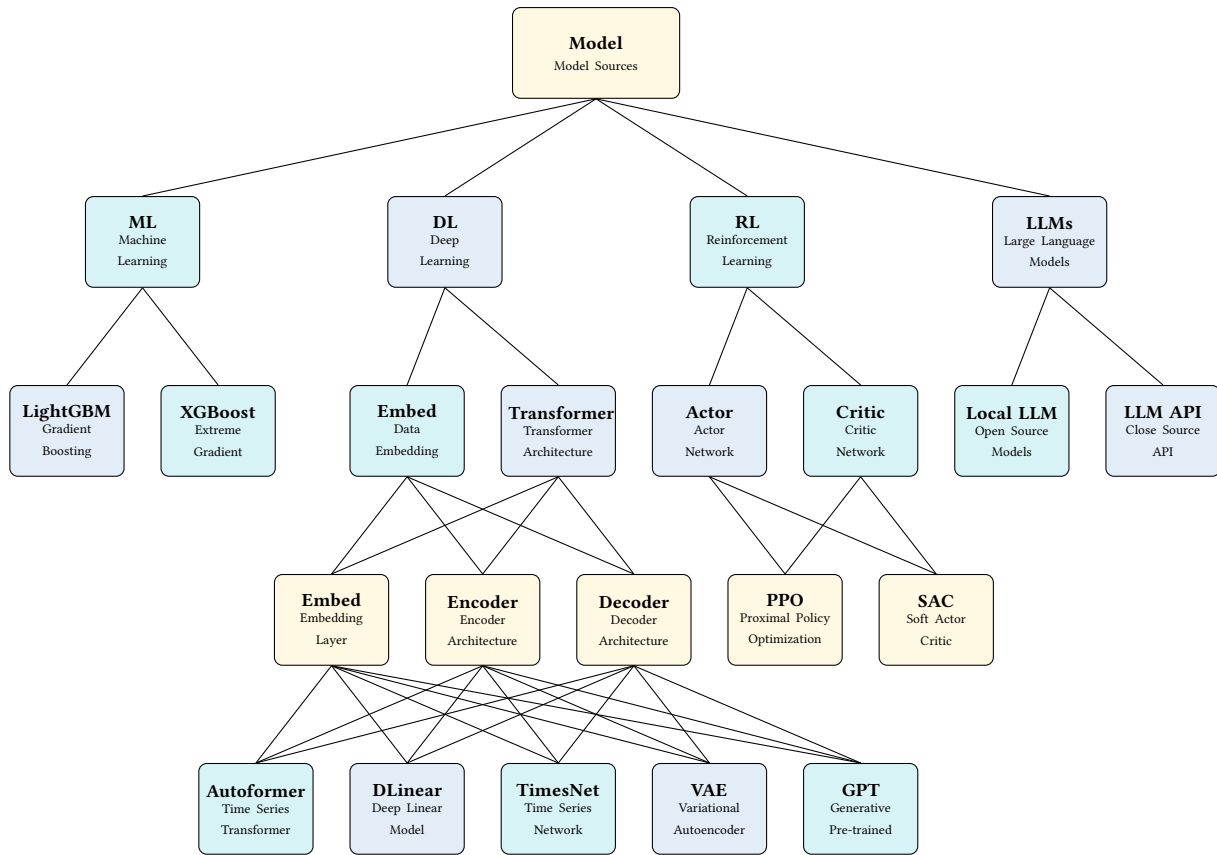 Model
Model Sources
ML
Machine
Learning
DL
Deep
Learning
RL
Reinforcement
Learning
LLMs
Large Language
Models
LightGBM
Gradient
Boosting
XGBoost
Extreme
Gradient
Embed
Data
Embedding
Transformer
Transformer
Architecture
Actor
Actor
Network
Critic
Critic
Network
Local LLM
Open Source
Models
LLM API
Close Source
API
Embed
Embedding
Layer
Encoder
Encoder
Architecture
Decoder
Decoder
Architecture
PPO
Proximal Policy
Optimization
SAC
Soft Actor
Critic
Autoformer
Time Series
Transformer
DLinear
Deep Linear
Model
TimesNet
Time Series
Network
VAE
Variational
Autoencoder
GPT
Generative
Pre-trained